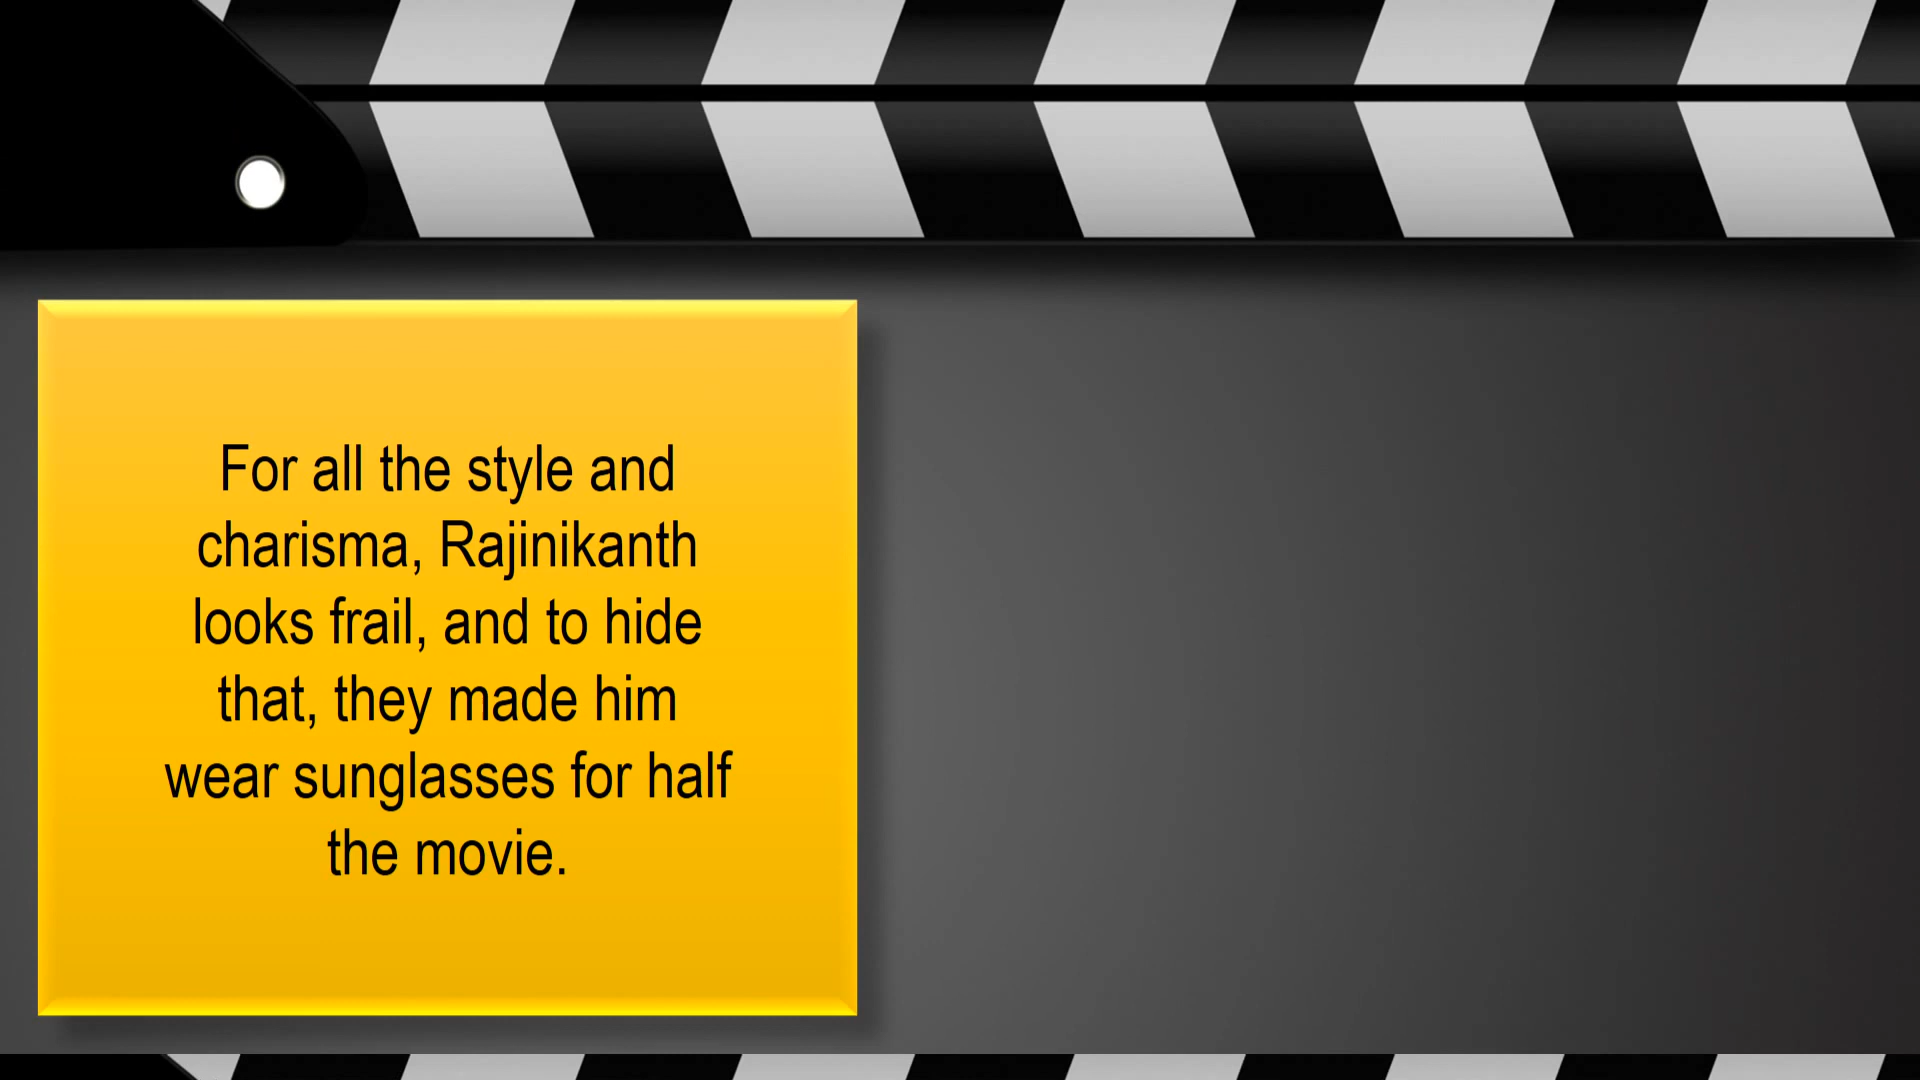 For all the style and
charisma, Rajinikanth
looks frail, and to hide
that, they made him
wear sunglasses for half
the movie.